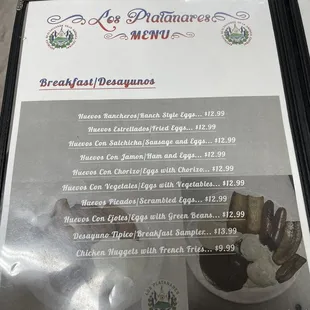 Los Platanares
MENU
Breakfast/Desayunos
Huevos Rancheros/Ranch Style Eggs... $12.99
Huevos Estrellados/Fried Eggs... $12.99
Huevos Con Salchicha/Sausage and Eggs... $12.99
Huevos Con Jamon/Ham and Eggs... $12.99
Huevos Con Chorizo/Eggs with Chorizo... $12.99
Huevos Con Vegetales/Eggs with Vegetables... $12.99
Huevos Picados/Scrambled Eggs... $12.99
Huevos Con Ejotes/Eggs with Green Beans... $12.99
Desayuno Tipico/Breakfast Sampler... $13.99
Chicken Nuggets with French Fries... $9.99